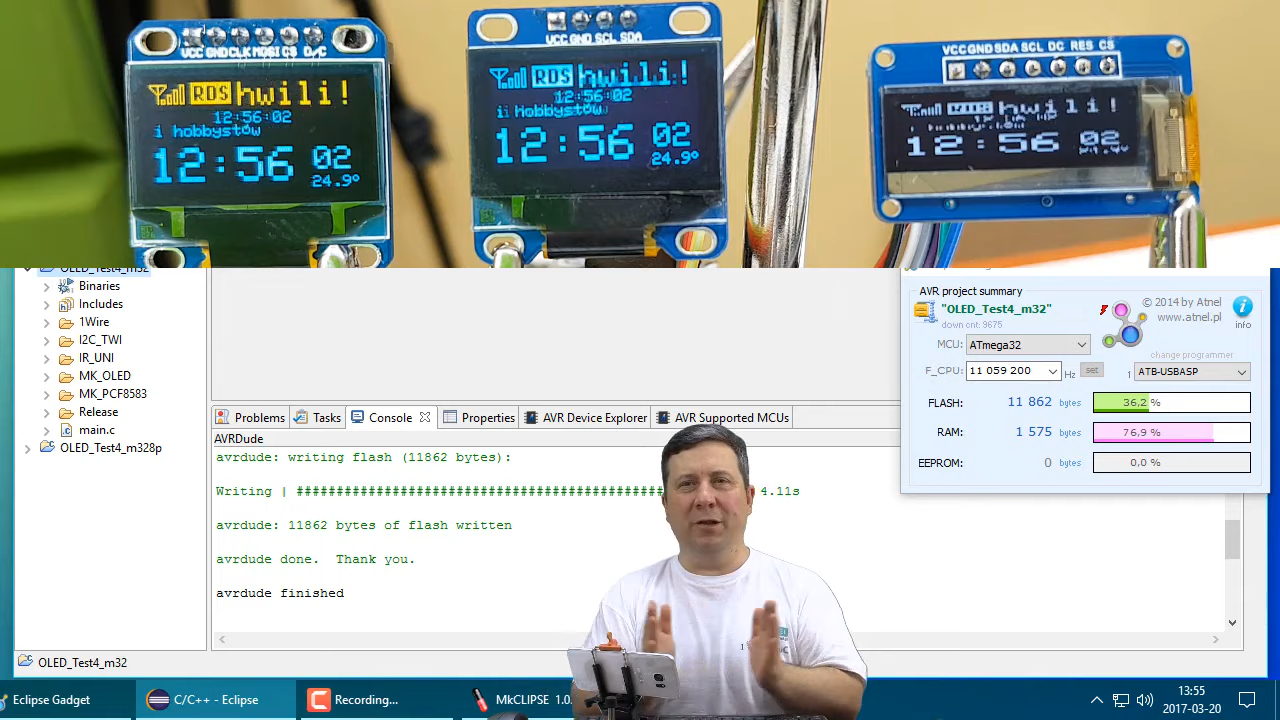 VCC GND CLK MOSI CS D/C
RDS hwili!
12:56:02
i hobbystów
12:56 02
24.9°
VCC GND SCL SDA
RDS hwili!
12:56:02
i hobbystów
12:56 02
24.9°
VCC GND SDA SCL DC RES CS
hwili!
12:56 02
OLED_Test4_m32
Binaries
Includes
1Wire
I2C_TWI
IR_UNI
MK_OLED
MK_PCF8583
Release
main.c
OLED_Test4_m328p
Problems
Tasks
Console
Properties
AVR Device Explorer
AVR Supported MCUs
AVRDude
avrdude: writing flash (11862 bytes):
Writing | ############################################ 4.11s
avrdude: 11862 bytes of flash written
avrdude done.  Thank you.
avrdude finished
AVR project summary
"OLED_Test4_m32"
down cnt: 9675
© 2014 by Atnel
www.atnel.pl
info
MCU: ATmega32
change programmer
F_CPU: 11 059 200 Hz set
1 ATB-USBASP
FLASH: 11 862 bytes 36,2 %
RAM: 1 575 bytes 76,9 %
EEPROM: 0 bytes 0,0 %
OLED_Test4_m32
Eclipse Gadget
C/C++ - Eclipse
Recording...
MkCLIPSE 1.0
13:55
2017-03-20